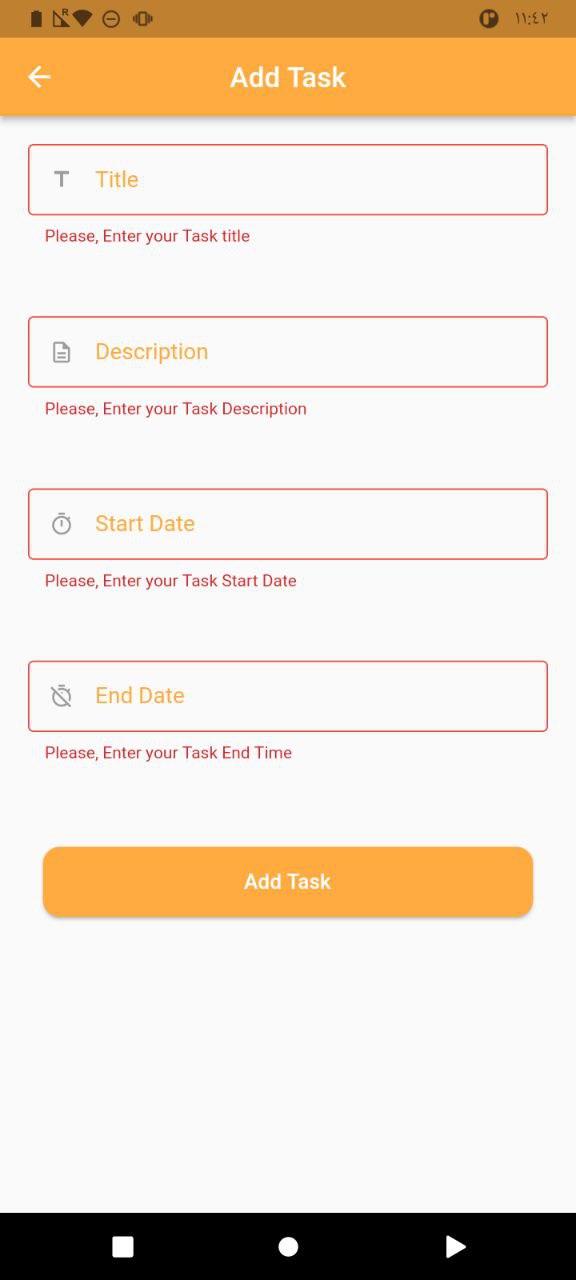 R
١١:٤٢
Add Task
Title
Please, Enter your Task title
Description
Please, Enter your Task Description
Start Date
Please, Enter your Task Start Date
End Date
Please, Enter your Task End Time
Add Task